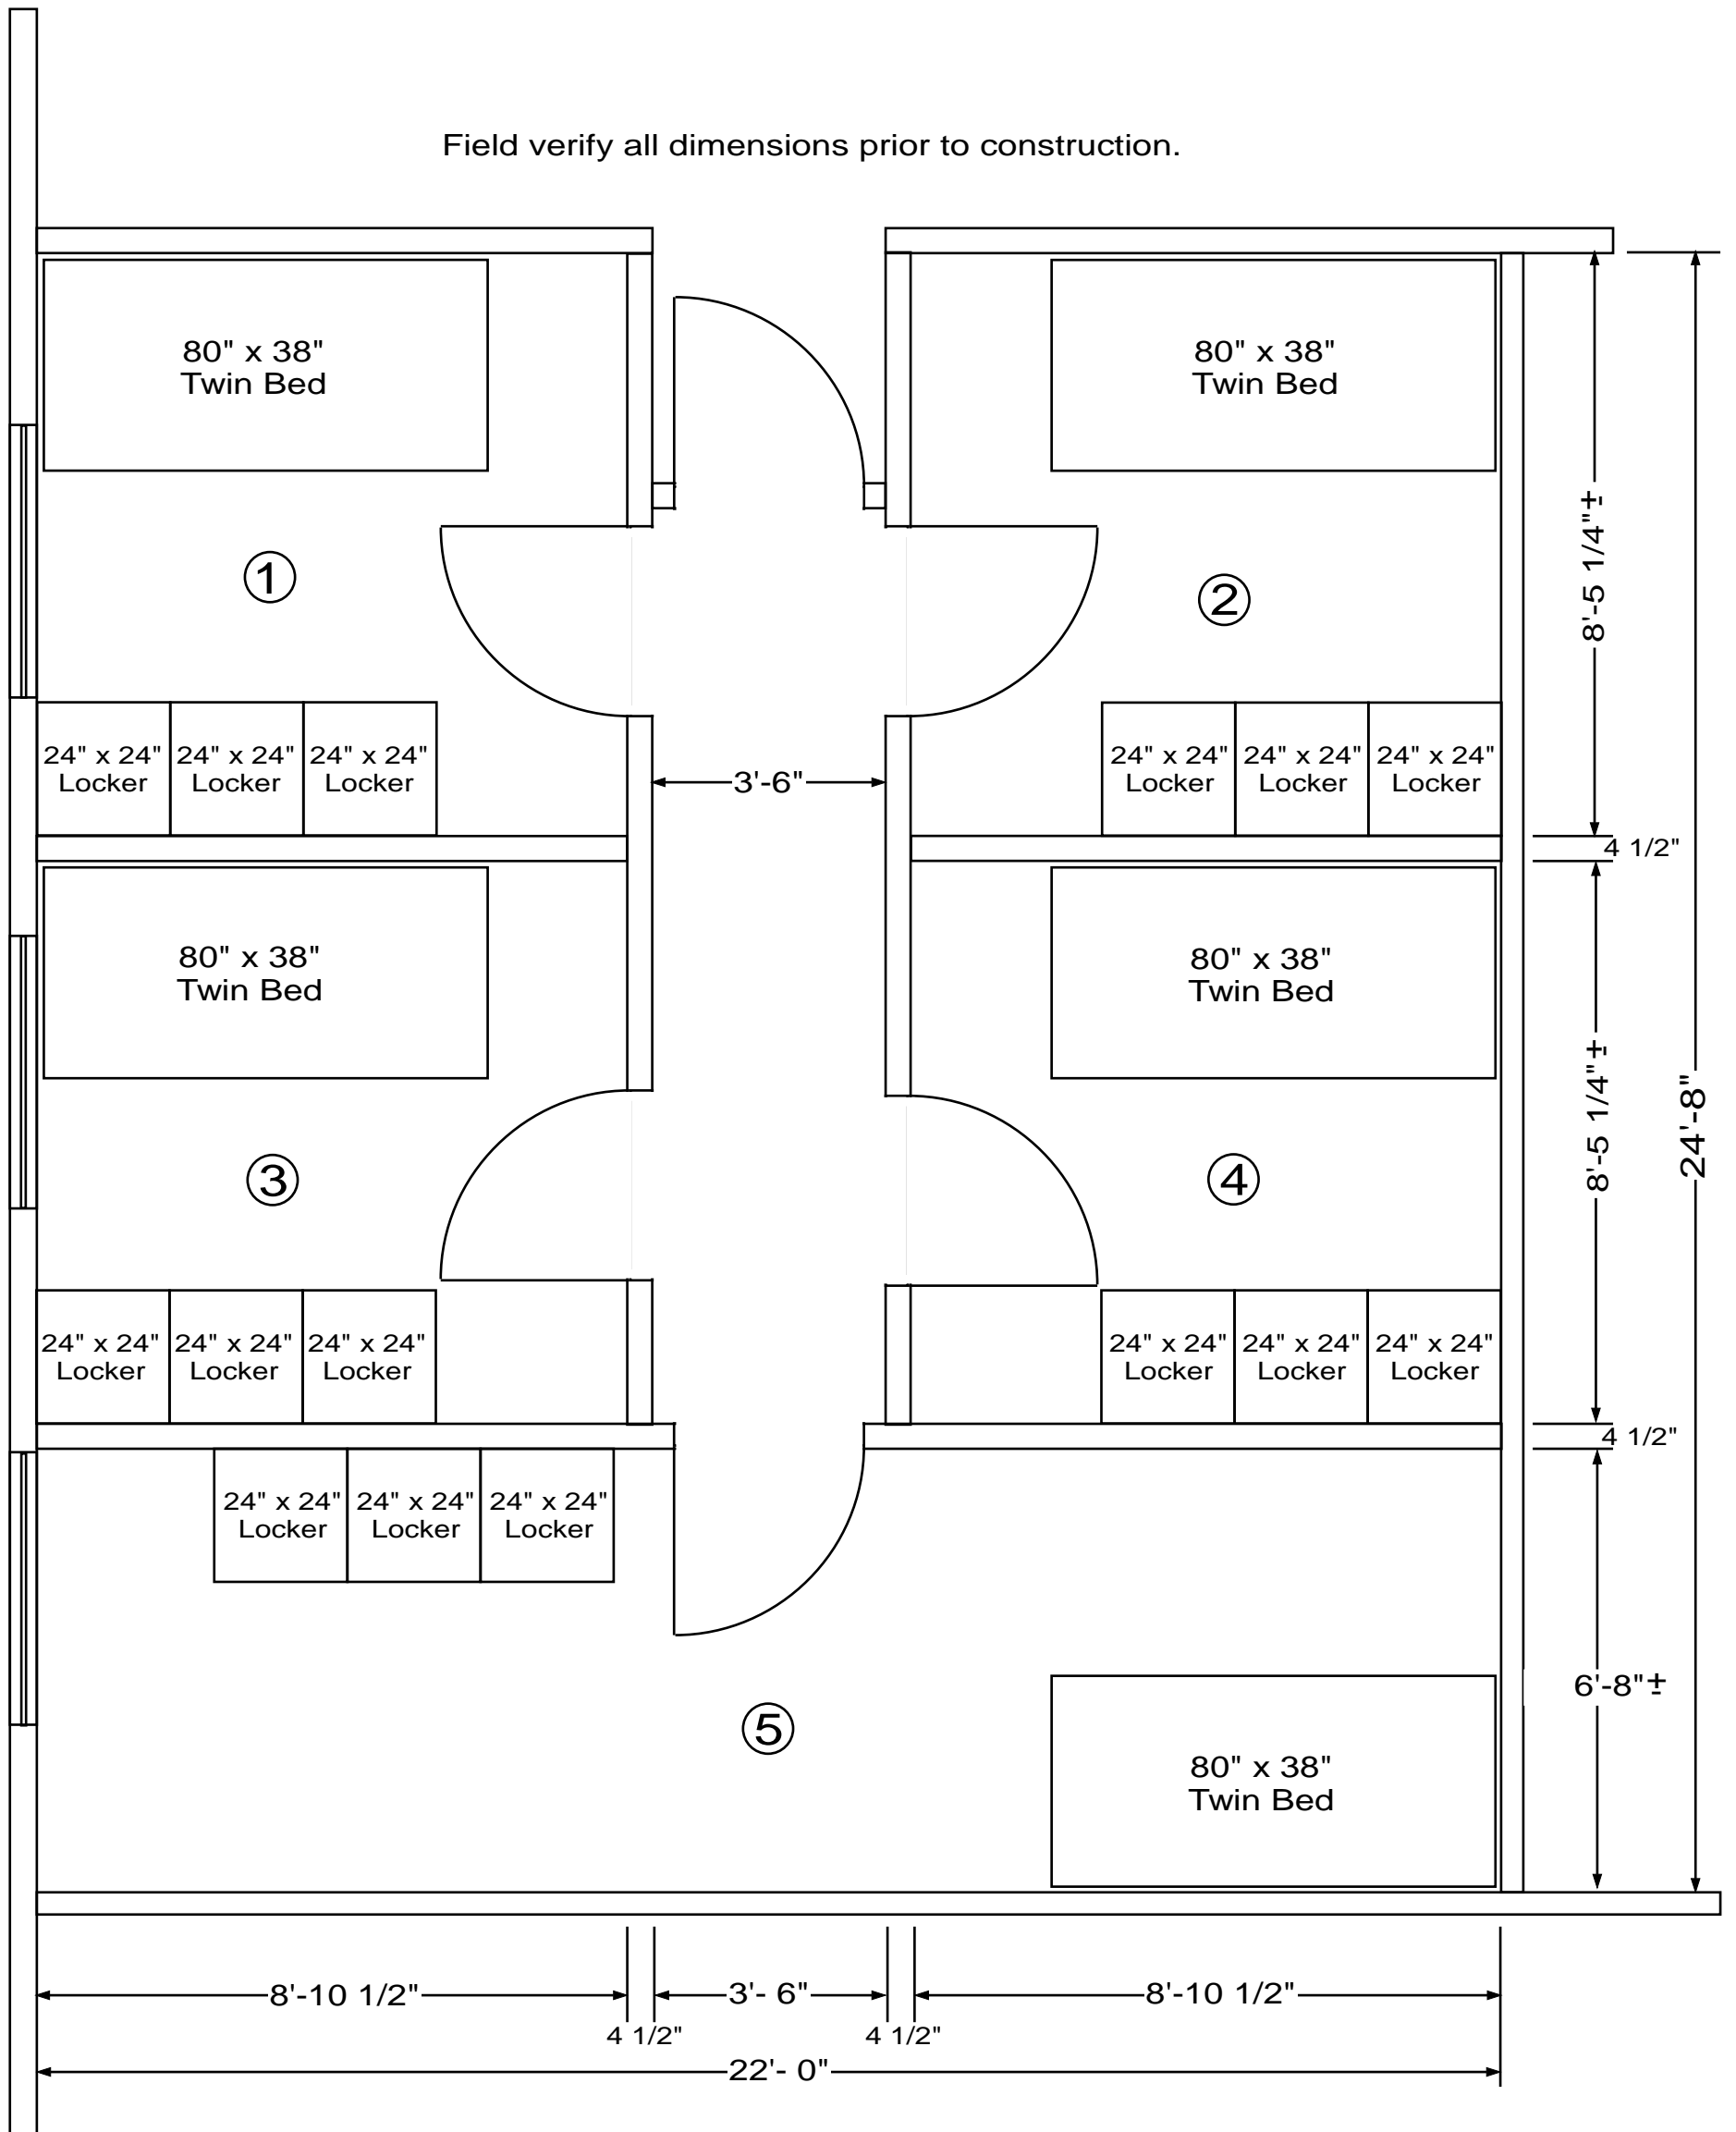 Field verify all dimensions prior to construction.
80" x 38"
Twin Bed
80" x 38"
Twin Bed
8'-5 1/4"±
1
2
24" x 24"
Locker
24" x 24"
Locker
24" x 24"
Locker
3'-6"
24" x 24"
Locker
24" x 24"
Locker
24" x 24"
Locker
4 1/2"
80" x 38"
Twin Bed
80" x 38"
Twin Bed
8'-5 1/4"±
24'-8"
3
4
24" x 24"
Locker
24" x 24"
Locker
24" x 24"
Locker
24" x 24"
Locker
24" x 24"
Locker
24" x 24"
Locker
4 1/2"
24" x 24"
Locker
24" x 24"
Locker
24" x 24"
Locker
6'-8"±
5
80" x 38"
Twin Bed
8'-10 1/2"
3'- 6"
8'-10 1/2"
4 1/2"
4 1/2"
22'- 0"